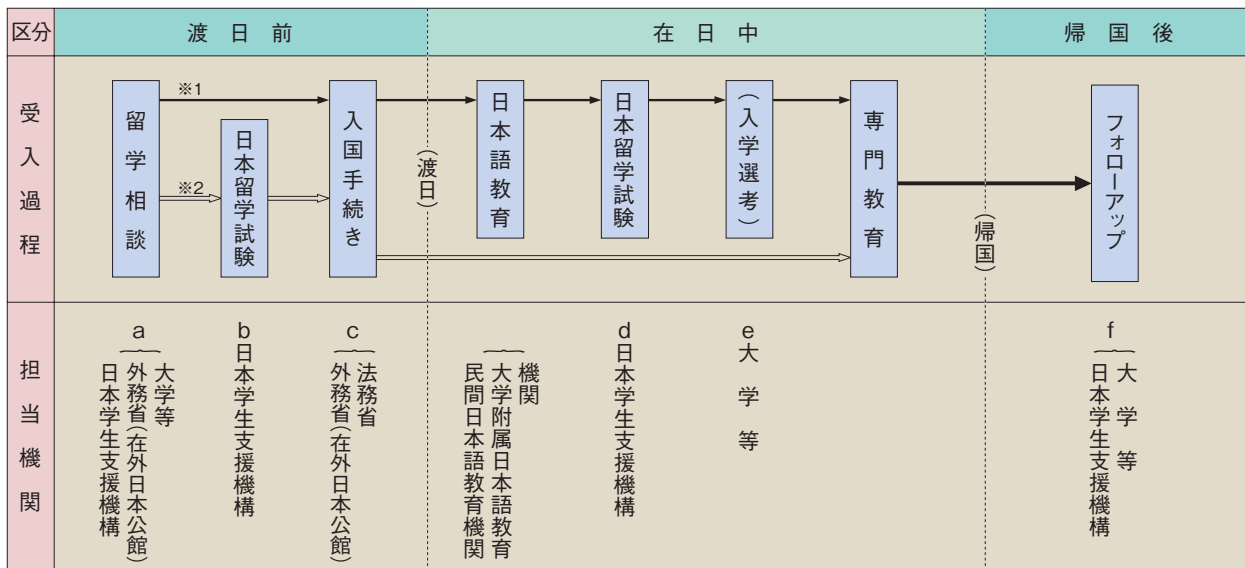 区分
渡日前
在日中
帰国後
受入過程
留学相談
※1
※2
日本留学試験
入国手続き
(渡日)
日本語教育
日本留学試験
(入学選考)
専門教育
(帰国)
フォローアップ
担当機関
a
大学等
外務省(在外日本公館)
日本学生支援機構
b
日本学生支援機構
c
法務省
外務省(在外日本公館)
機関
大学附属日本語教育
民間日本語教育機関
d
日本学生支援機構
e
大学等
f
大学等
日本学生支援機構